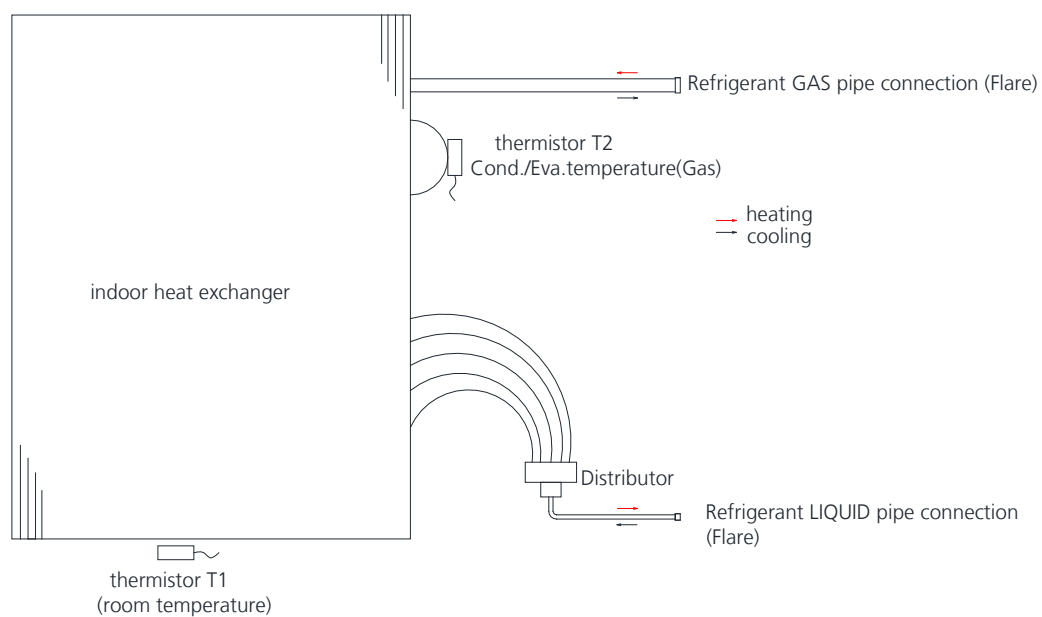 Refrigerant GAS pipe connection (Flare)
thermistor T2
Cond./Eva.temperature(Gas)
heating
cooling
indoor heat exchanger
Distributor
Refrigerant LIQUID pipe connection
(Flare)
thermistor T1
(room temperature)